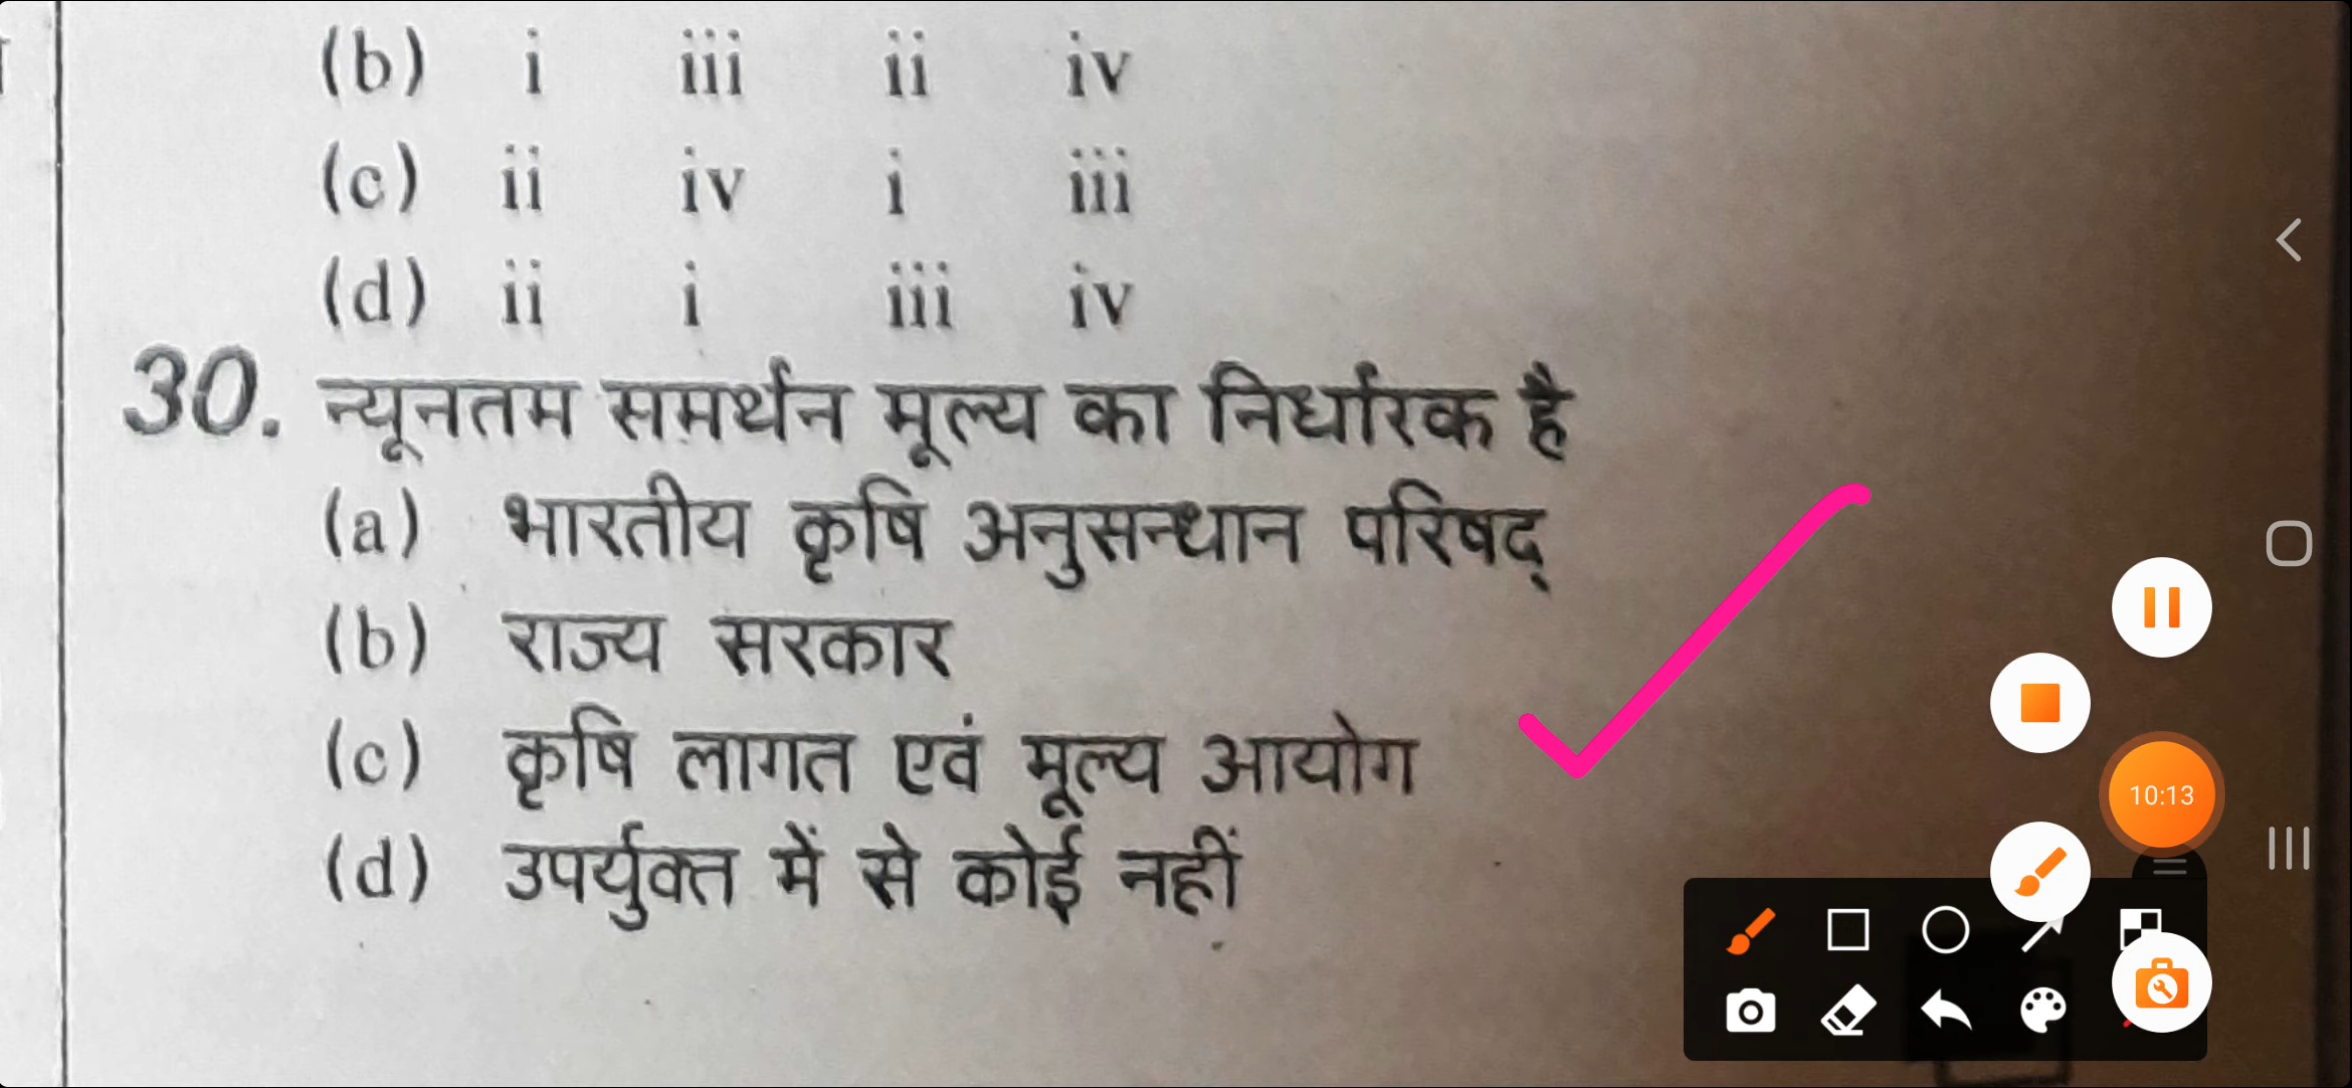 (b) i iii ii iv
(c) ii iv i iii
(d) ii i iii iv
30. न्यूनतम समर्थन मूल्य का निर्धारक है
(a) भारतीय कृषि अनुसन्धान परिषद्
(b) राज्य सरकार
(c) कृषि लागत एवं मूल्य आयोग
(d) उपर्युक्त में से कोई नहीं
10:13